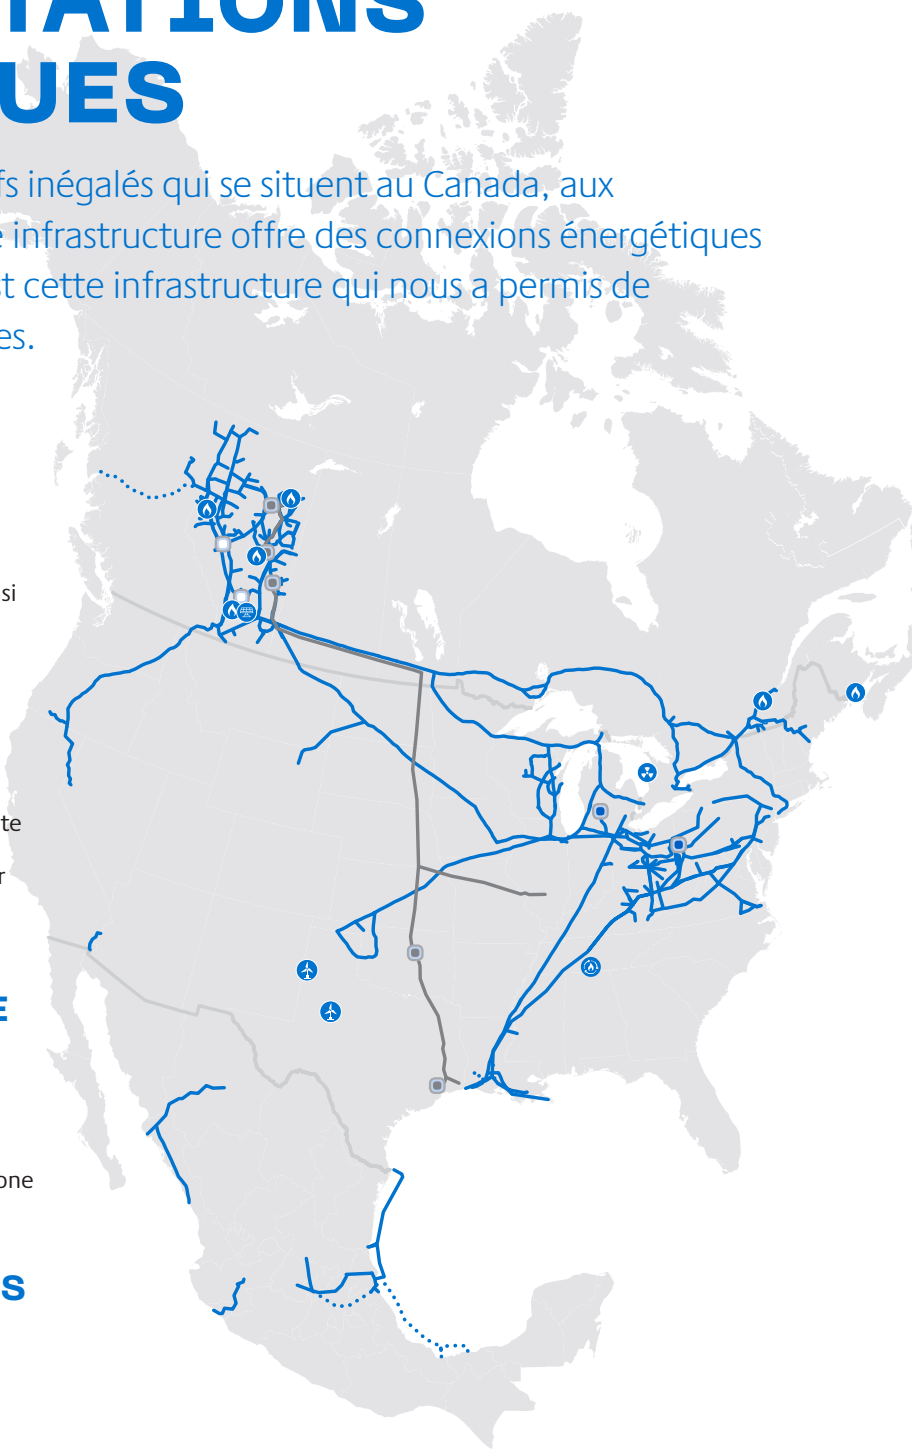 TATIONS
UES
fs inégalés qui se situent au Canada, aux
e infrastructure offre des connexions énergétiques
st cette infrastructure qui nous a permis de
es.
si
te
r
E
one
S